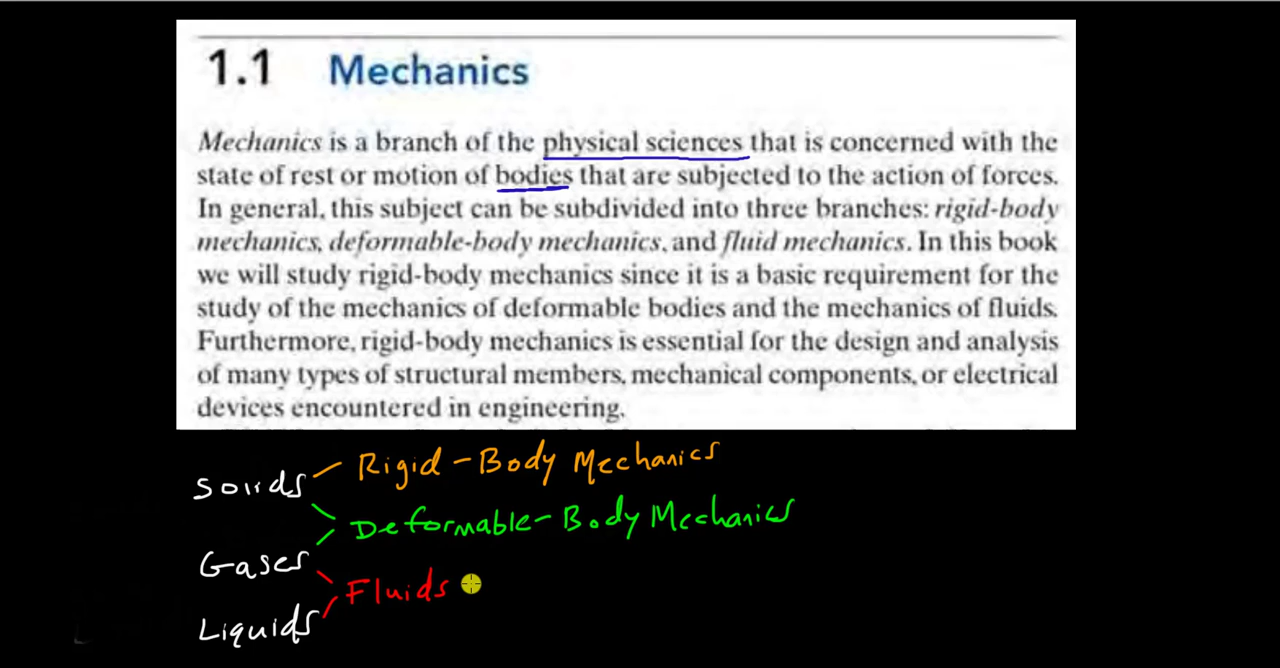 1.1 Mechanics
Mechanics is a branch of the physical sciences that is concerned with the
state of rest or motion of bodies that are subjected to the action of forces.
In general, this subject can be subdivided into three branches: rigid-body
mechanics, deformable-body mechanics, and fluid mechanics. In this book
we will study rigid-body mechanics since it is a basic requirement for the
study of the mechanics of deformable bodies and the mechanics of fluids.
Furthermore, rigid-body mechanics is essential for the design and analysis
of many types of structural members, mechanical components, or electrical
devices encountered in engineering.
Solids
Rigid-Body Mechanics
Deformable-Body Mechanics
Gases
Fluids
Liquids